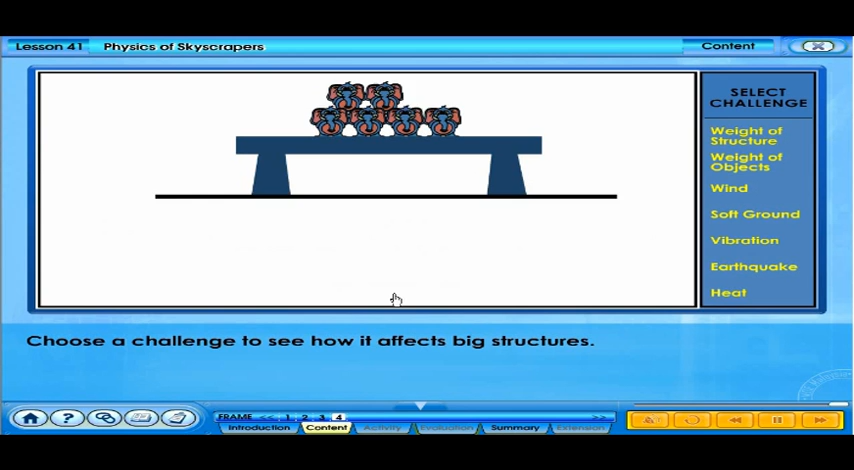 Lesson 41 Physics of Skyscrapers Content
SELECT
CHALLENGE
Weight of
Structure
Weight of
Objects
Wind
Soft Ground
Vibration
Earthquake
Heat
Choose a challenge to see how it affects big structures.
FRAME << 1 2 3 4 >>
Introduction Content Activity Evaluation Summary Extension